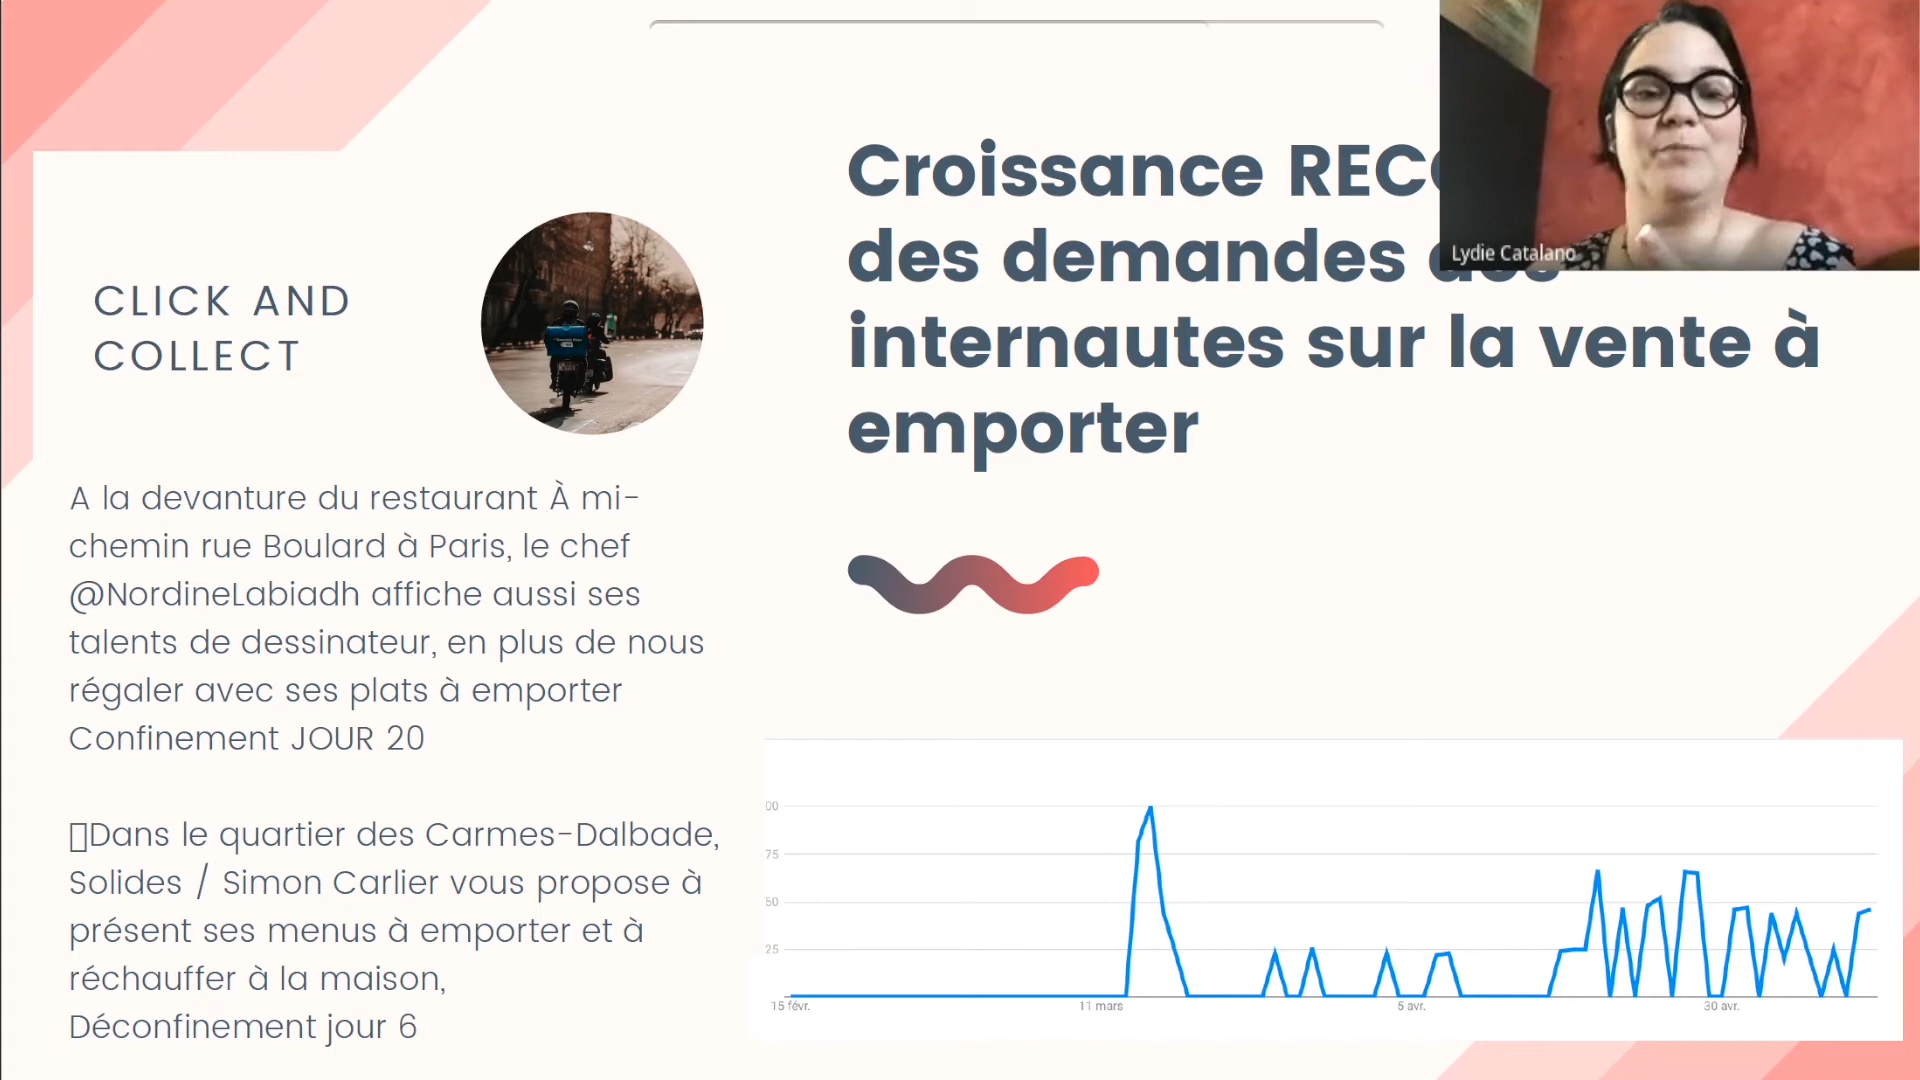 CLICK AND
COLLECT
A la devanture du restaurant À mi-
chemin rue Boulard à Paris, le chef
@NordineLabiadh affiche aussi ses
talents de dessinateur, en plus de nous
régaler avec ses plats à emporter
Confinement JOUR 20
Dans le quartier des Carmes-Dalbade,
Solides / Simon Carlier vous propose à
présent ses menus à emporter et à
réchauffer à la maison,
Déconfinement jour 6
Croissance
des demandes des
internautes sur la vente à
emporter
Lydie Catalano
00
75
50
25
15 févr. 11 mars 5 avr. 30 avr.